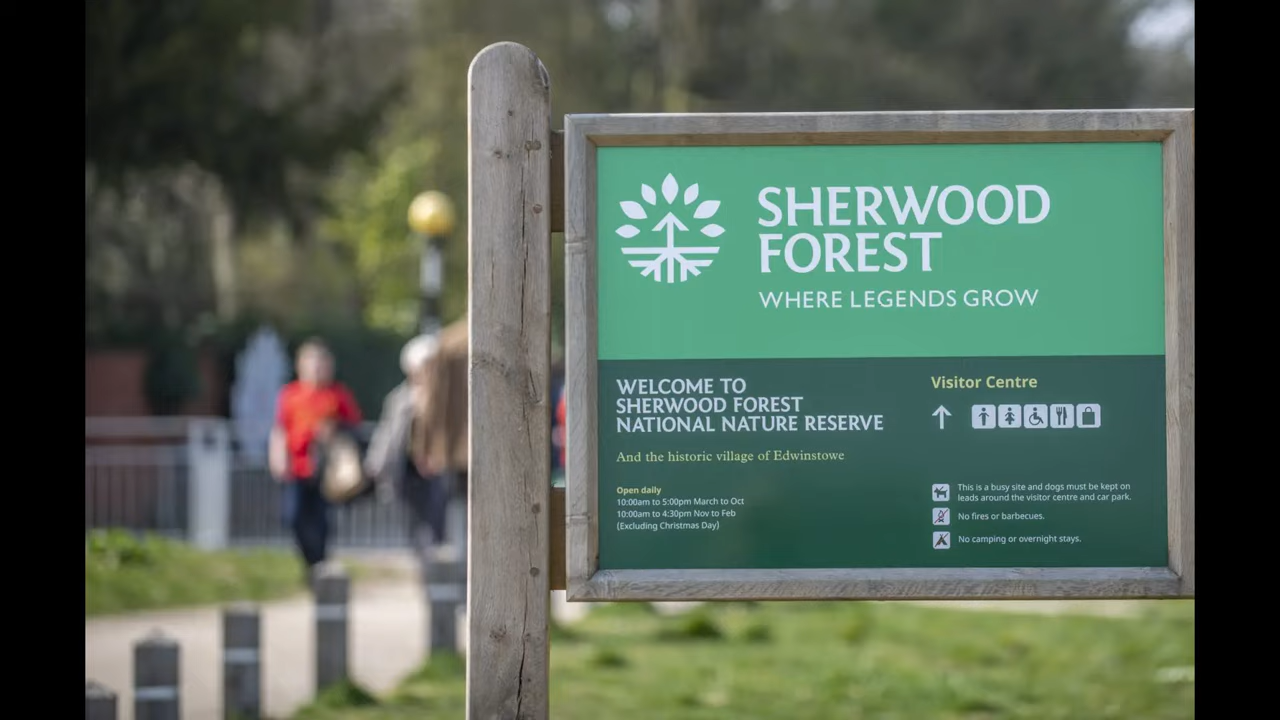 SHERWOOD
FOREST
WHERE LEGENDS GROW
WELCOME TO
SHERWOOD FOREST
NATIONAL NATURE RESERVE
And the historic village of Edwinstowe
Open daily
10:00am to 5:00pm March to Oct
10:00am to 4:30pm Nov to Feb
(Excluding Christmas Day)
Visitor Centre
This is a busy site and dogs must be kept on
leads around the visitor centre and car park.
No fires or barbecues.
No camping or overnight stays.